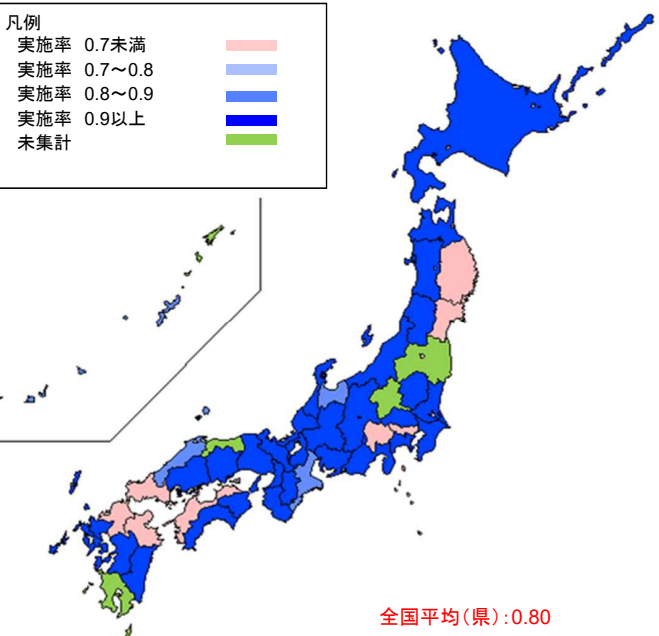 凡例
実施率 0.7未満
実施率 0.7～0.8
実施率 0.8～0.9
実施率 0.9以上
未集計
全国平均(県):0.80